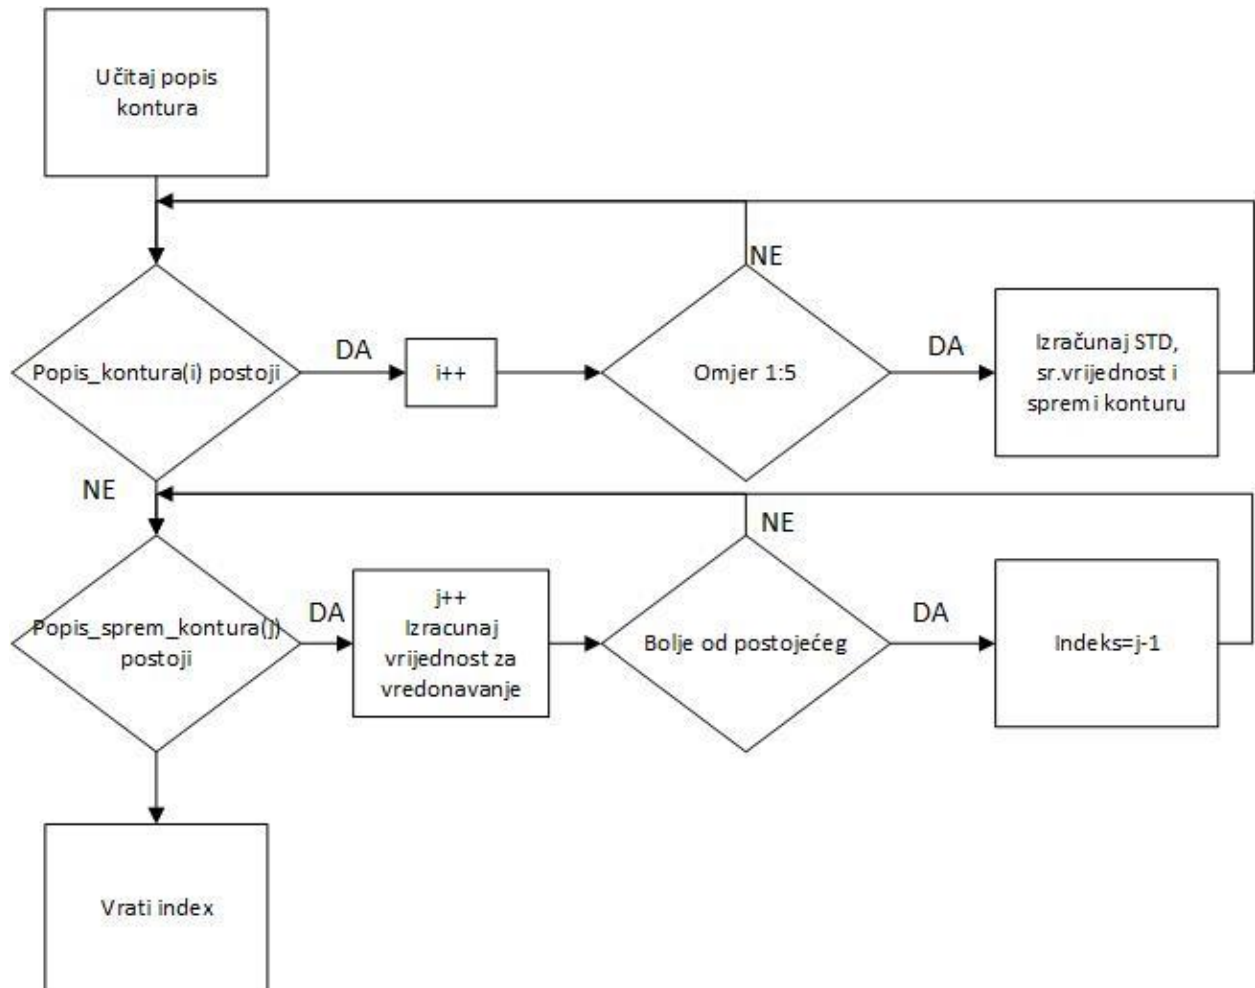 Učitaj popis
kontura
NE
Popis_kontura(i) postoji
DA
i++
Omjer 1:5
DA
Izračunaj STD,
sr.vrijednost i
spremi konturu
NE
NE
Popis_sprem_kontura(j)
postoji
DA
j++
Izracunaj
vrijednost za
vredonavanje
Bolje od postojećeg
DA
Indeks=j-1
Vrati index